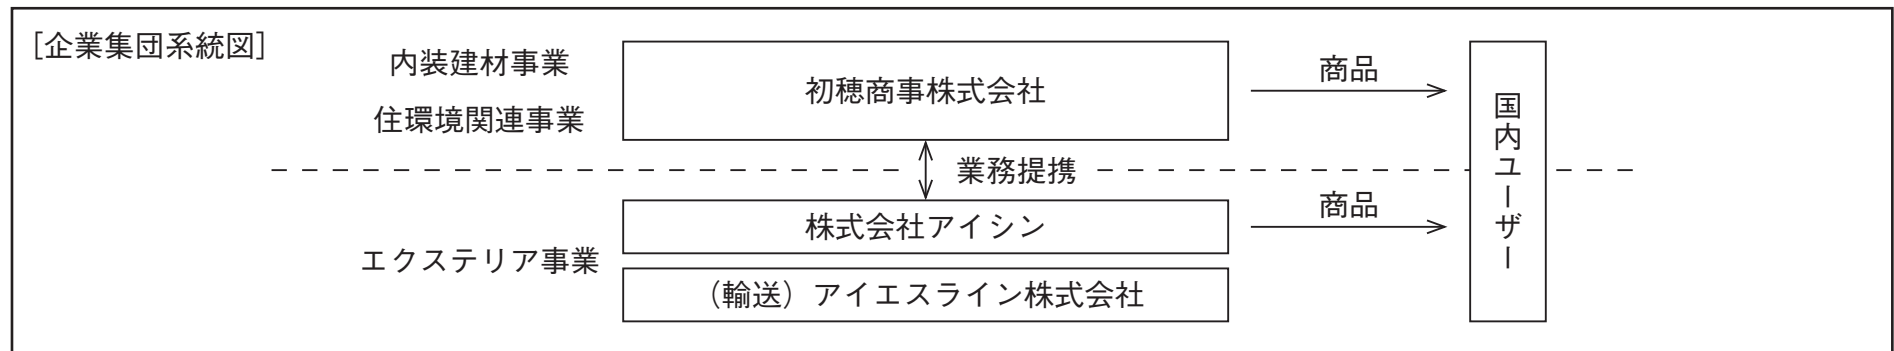 [企業集団系統図]
内装建材事業
住環境関連事業
初穂商事株式会社
商品
業務提携
エクステリア事業
株式会社アイシン
商品
（輸送）アイエスライン株式会社
国内ユーザー